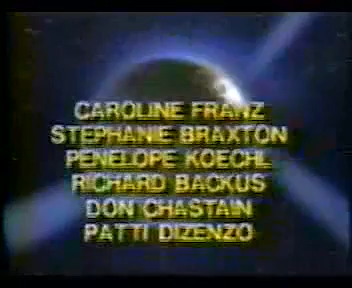 CAROLINE FRANZ
STEPHANIE BRAXTON
PENELOPE KOECHL
RICHARD BACKUS
DON CHASTAIN
PATTI DIZENZO